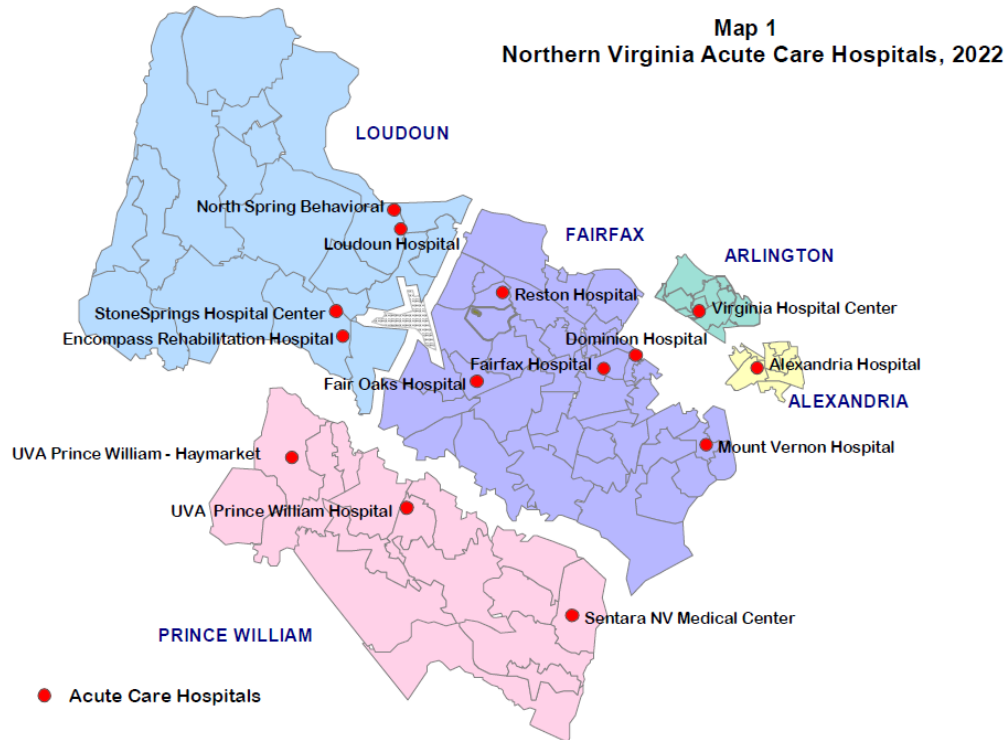 Map 1
Northern Virginia Acute Care Hospitals, 2022
LOUDOUN
North Spring Behavioral
Loudoun Hospital
FAIRFAX
ARLINGTON
Reston Hospital
Virginia Hospital Center
StoneSprings Hospital Center
Encompass Rehabilitation Hospital
Dominion Hospital
Fairfax Hospital
Alexandria Hospital
Fair Oaks Hospital
ALEXANDRIA
Mount Vernon Hospital
UVA Prince William - Haymarket
UVA Prince William Hospital
Sentara NV Medical Center
PRINCE WILLIAM
Acute Care Hospitals